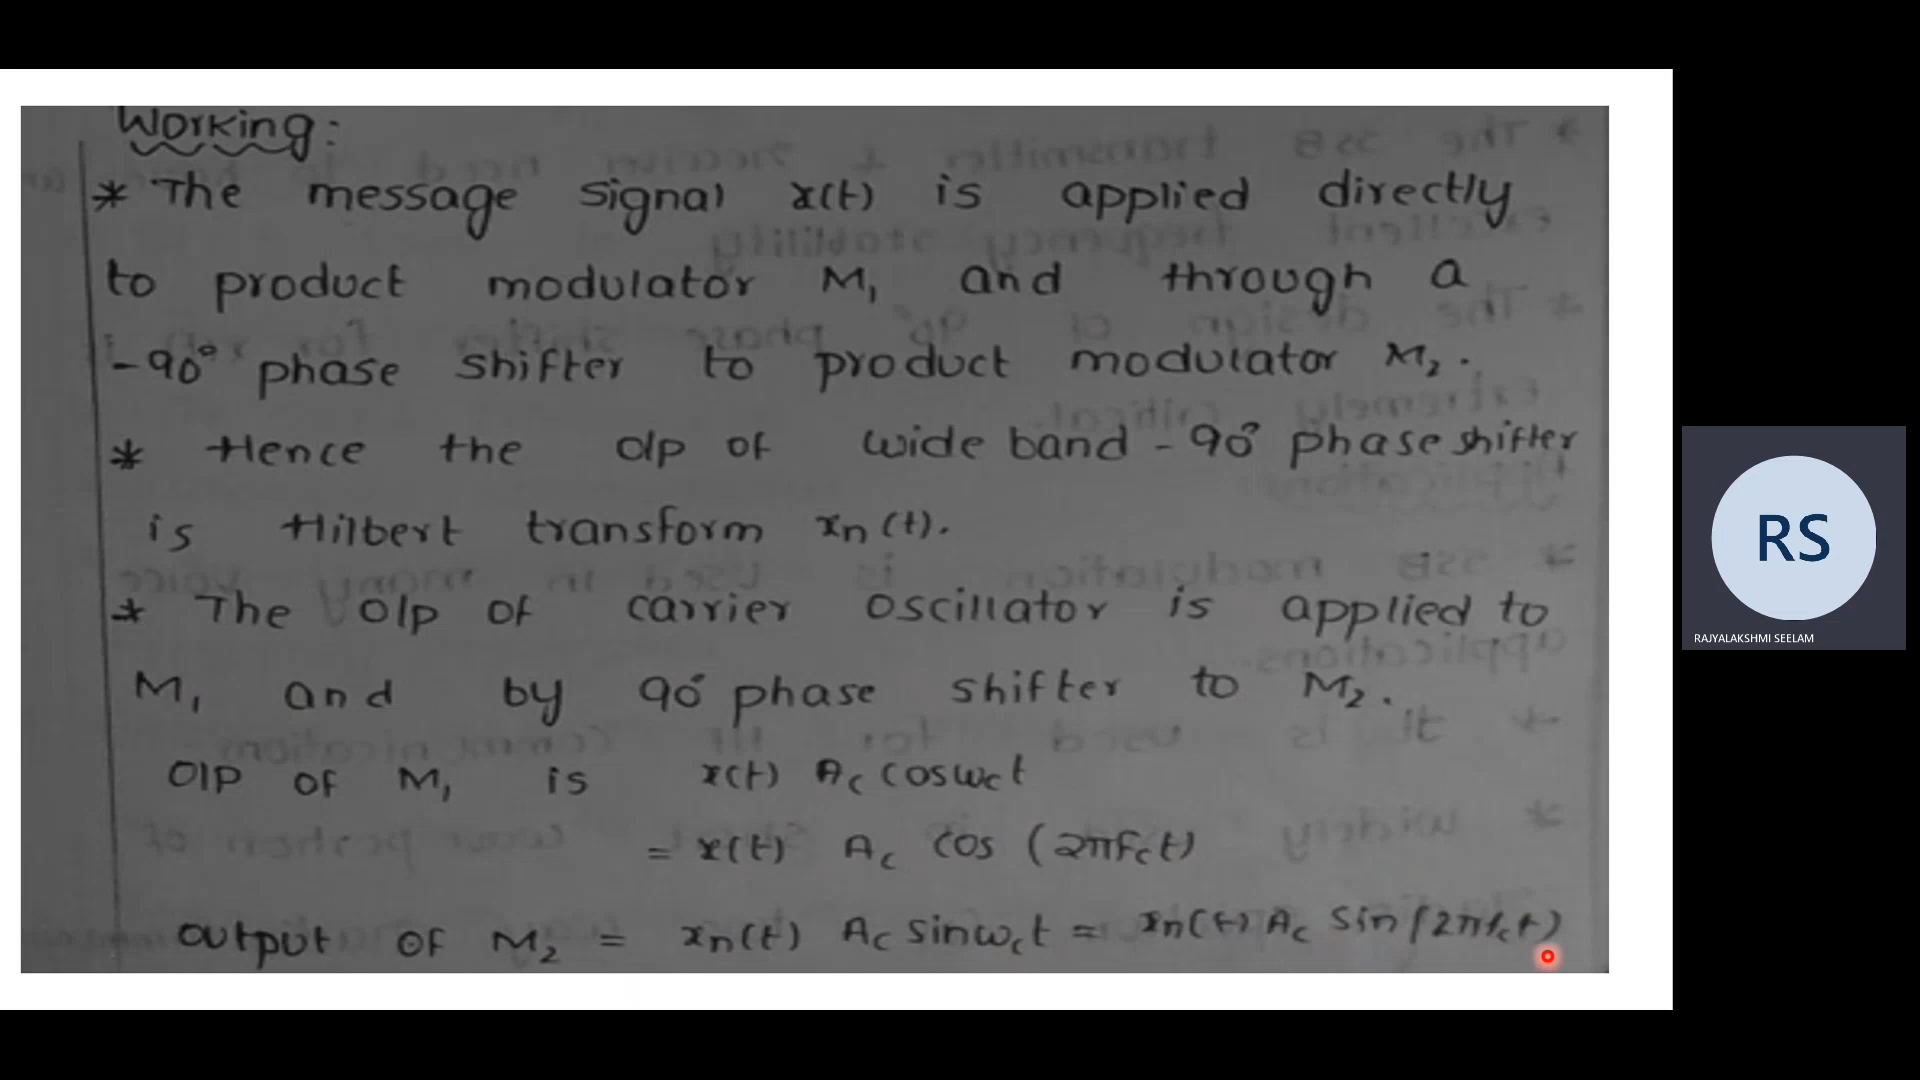 Working:
* The message signal x(t) is applied directly
to product modulator M₁ and through a
-90° phase shifter to product modulator M₂.
* Hence the o/p of wide band -90° phase shifter
is Hilbert transform xn(t).
* The O/p of carrier oscillator is applied to
M₁ and by 90° phase shifter to M₂.
O/P of M₁ is x(t) Ac cosωct
= x(t) Ac cos (2πfct)
output of M₂ = xn(t) Ac sinωct = xn(t) Ac sin(2πfct)
RS
RAJYALAKSHMI SEELAM